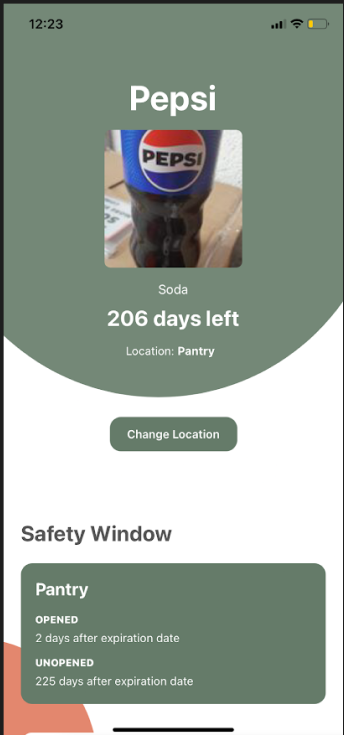 12:23
Pepsi
PEPSI
Soda
206 days left
Location: Pantry
Change Location
Safety Window
Pantry
OPENED
2 days after expiration date
UNOPENED
225 days after expiration date